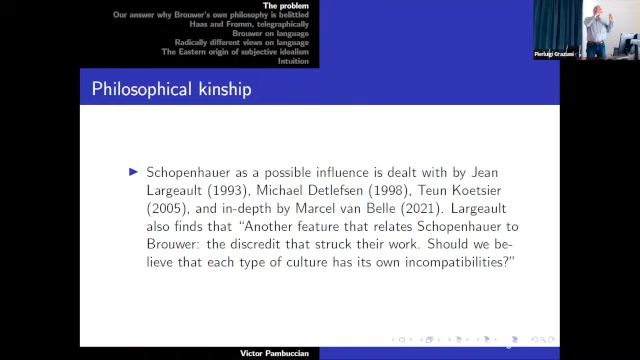 The problem
Our answer why Brouwer's own philosophy is belittled
Haas and Fromm, telegraphically
Brouwer on language
Radically different views on language
The Eastern origin of subjective idealism
Intuition
Pierluigi Graziani
Philosophical kinship
Schopenhauer as a possible influence is dealt with by Jean
Largeault (1993), Michael Detlefsen (1998), Teun Koetsier
(2005), and in-depth by Marcel van Belle (2021). Largeault
also finds that “Another feature that relates Schopenhauer to
Brouwer: the discredit that struck their work. Should we be-
lieve that each type of culture has its own incompatibilities?”
Victor Pambuccian